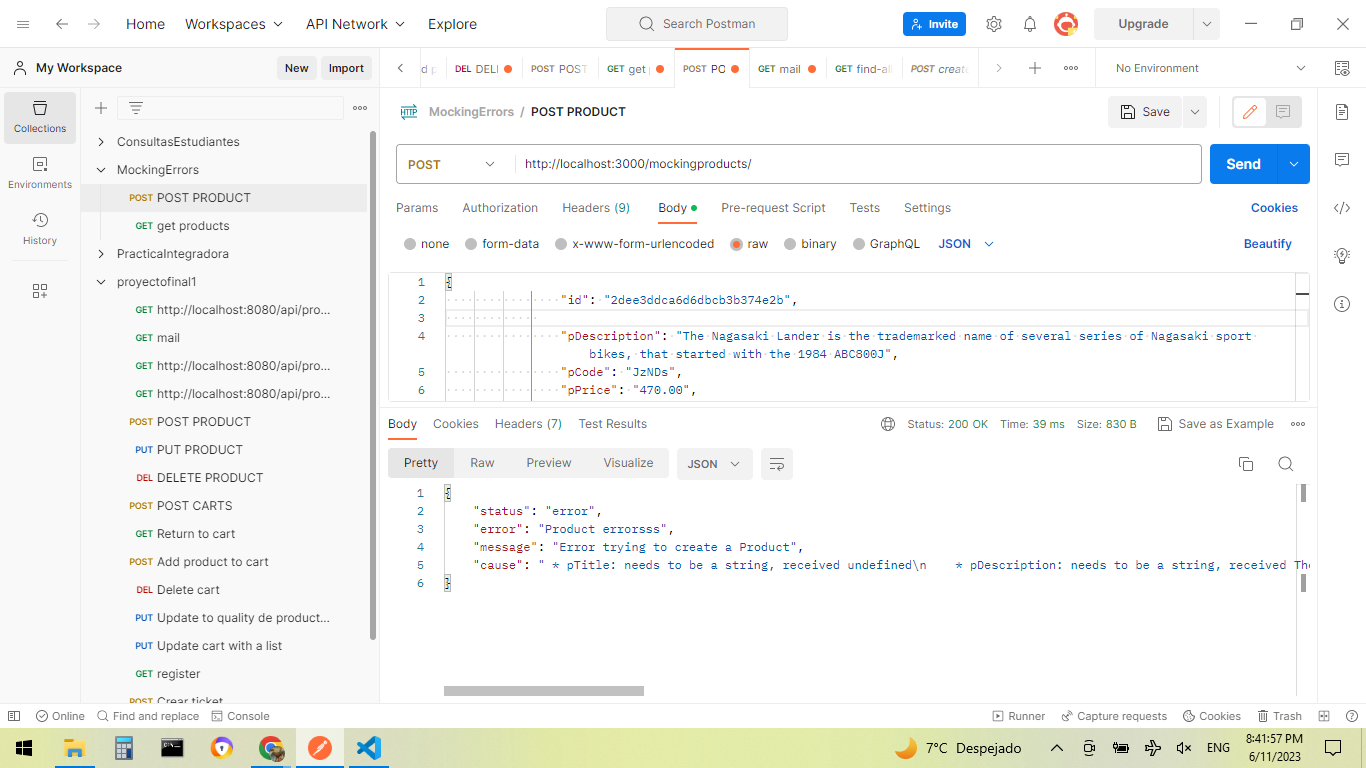 Home Workspaces API Network Explore Search Postman Invite Upgrade
My Workspace New Import DEL DELI POST POST GET get POST PO GET mail GET find-all POST create No Environment
Collections
Environments
History
ConsultasEstudiantes
MockingErrors
POST POST PRODUCT
GET get products
PracticaIntegradora
proyectofinal1
GET http://localhost:8080/api/pro...
GET mail
GET http://localhost:8080/api/pro...
GET http://localhost:8080/api/pro...
POST POST PRODUCT
PUT PUT PRODUCT
DEL DELETE PRODUCT
POST POST CARTS
GET Return to cart
POST Add product to cart
DEL Delete cart
PUT Update to quality de product...
PUT Update cart with a list
GET register
POST Crear ticket
HTTP MockingErrors / POST PRODUCT Save
POST http://localhost:3000/mockingproducts/ Send
Params Authorization Headers (9) Body Pre-request Script Tests Settings Cookies
none form-data x-www-form-urlencoded raw binary GraphQL JSON Beautify
1 {
2 "id": "2dee3ddca6d6dbcb3b374e2b",
3
4 "pDescription": "The Nagasaki Lander is the trademarked name of several series of Nagasaki sport
bikes, that started with the 1984 ABC800J",
5 "pCode": "JzNDs",
6 "pPrice": "470.00",
Body Cookies Headers (7) Test Results Status: 200 OK Time: 39 ms Size: 830 B Save as Example
Pretty Raw Preview Visualize JSON
1 {
2 "status": "error",
3 "error": "Product errorsss",
4 "message": "Error trying to create a Product",
5 "cause": " * pTitle: needs to be a string, received undefined\n    * pDescription: needs to be a string, received The
6 }
Online Find and replace Console Runner Capture requests Cookies Trash
7°C Despejado ENG 8:41:57 PM
6/11/2023